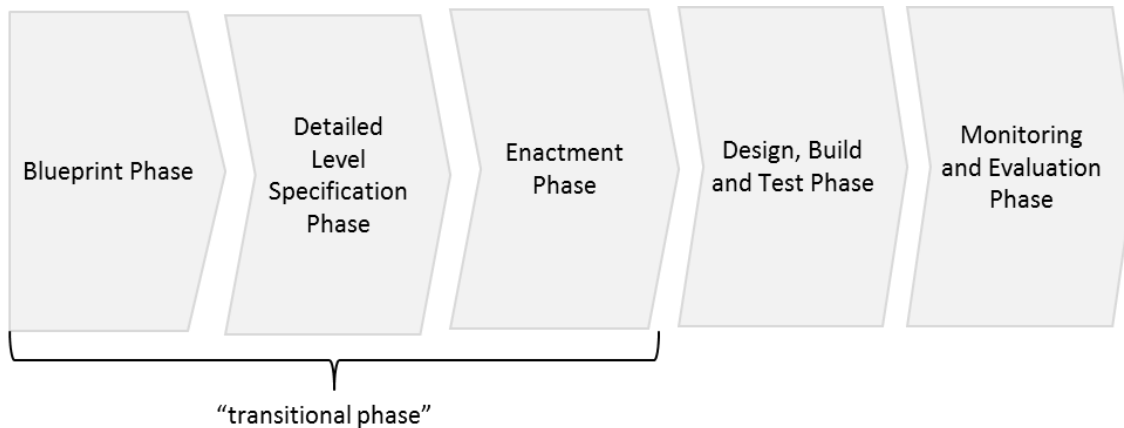 Blueprint Phase
Detailed
Level
Specification
Phase
Enactment
Phase
Design, Build
and Test Phase
Monitoring
and Evaluation
Phase
“transitional phase”